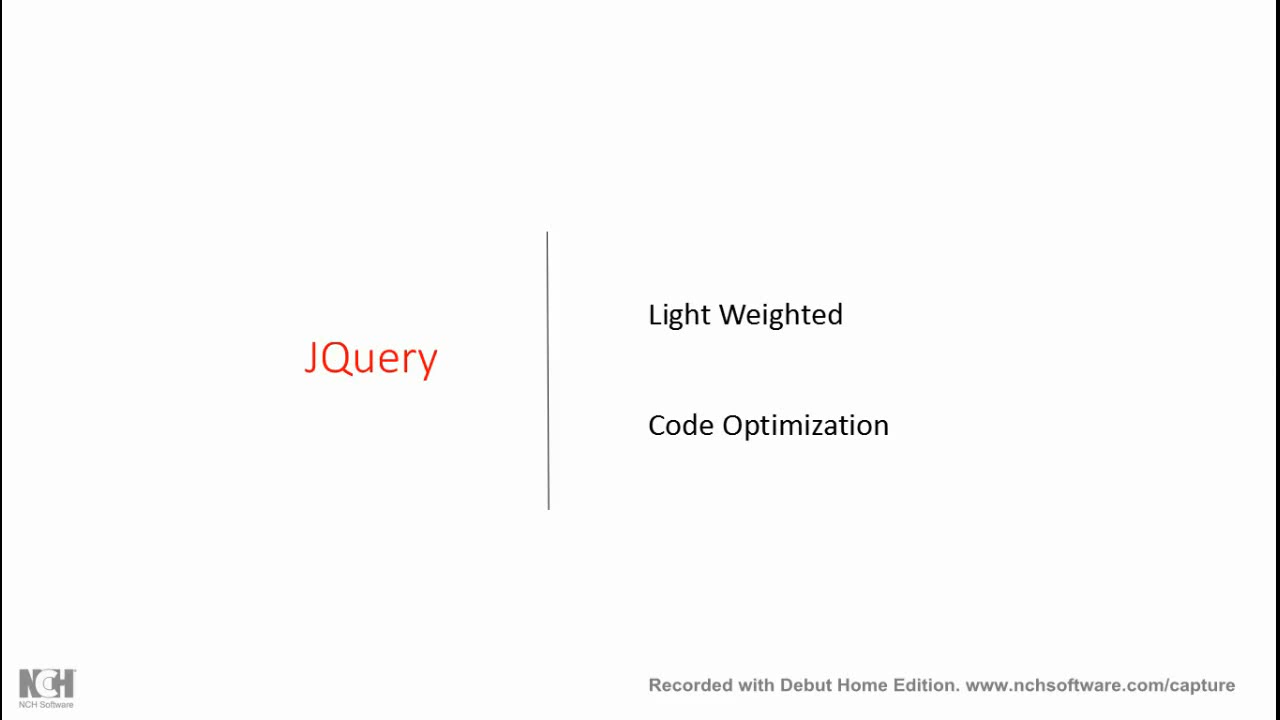 JQuery
Light Weighted
Code Optimization
NCH
NCH Software
Recorded with Debut Home Edition. www.nchsoftware.com/capture